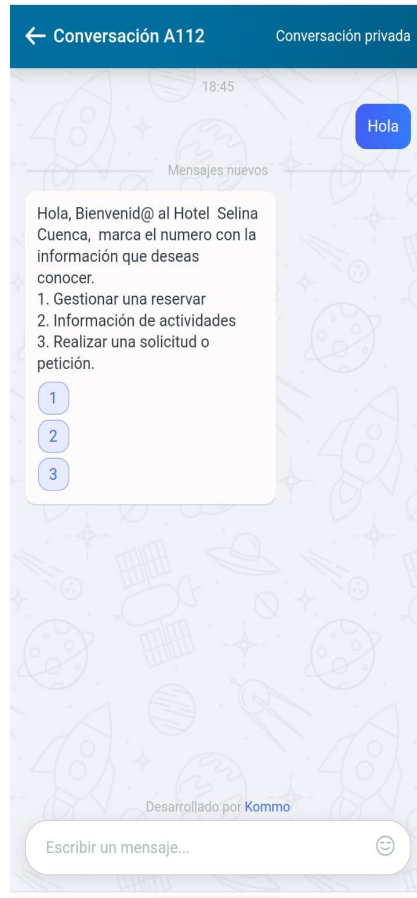 Conversación A112
Conversación privada
18:45
Hola
Mensajes nuevos
Hola, Bienvenid@ al Hotel Selina
Cuenca, marca el numero con la
información que deseas
conocer.
1. Gestionar una reservar
2. Información de actividades
3. Realizar una solicitud o
petición.
1
2
3
Desarrollado por Kommo
Escribir un mensaje...